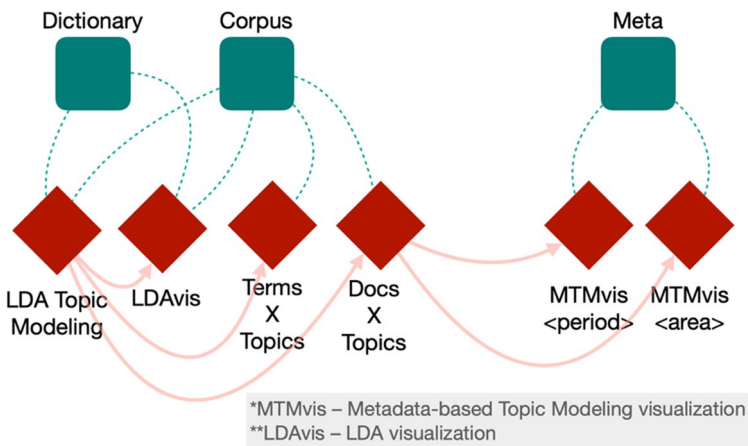 Dictionary
Corpus
Meta
LDA Topic
Modeling
LDAvis
Terms
X
Topics
Docs
X
Topics
MTMvis
<period>
MTMvis
<area>
*MTMvis – Metadata-based Topic Modeling visualization
**LDAvis – LDA visualization